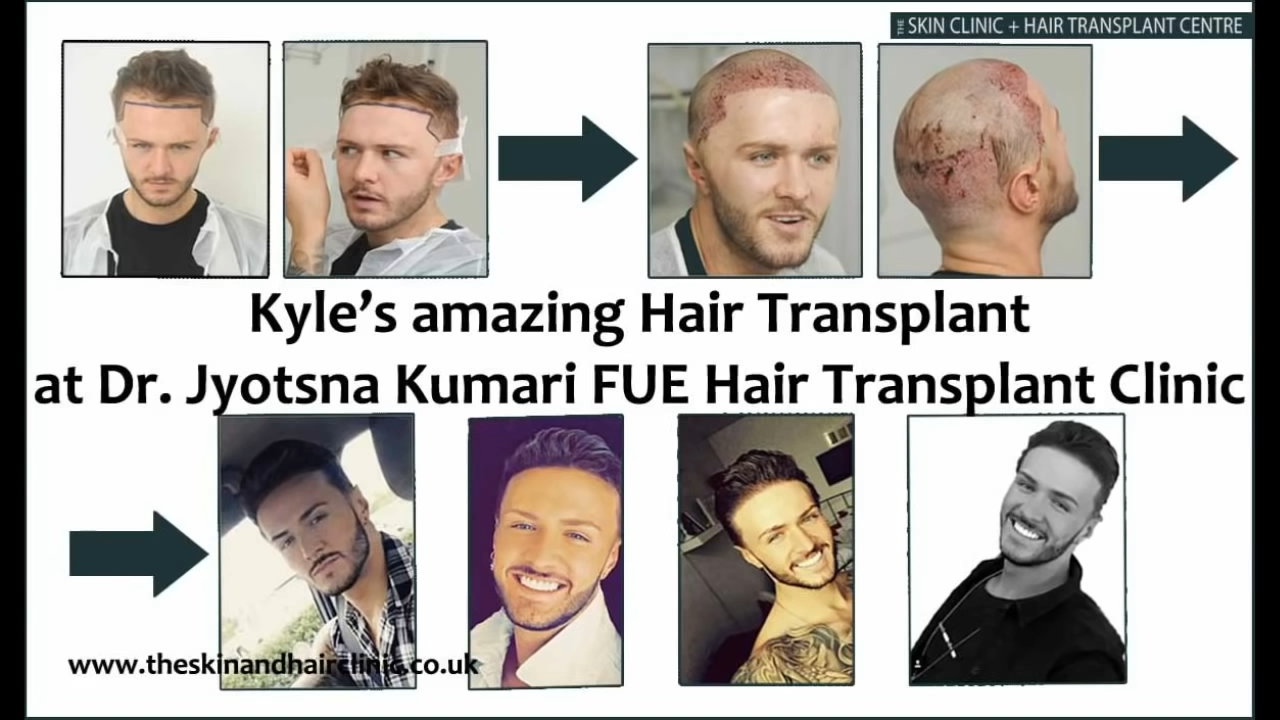 THE SKIN CLINIC + HAIR TRANSPLANT CENTRE
Kyle’s amazing Hair Transplant
at Dr. Jyotsna Kumari FUE Hair Transplant Clinic
www.theskinandhairclinic.co.uk